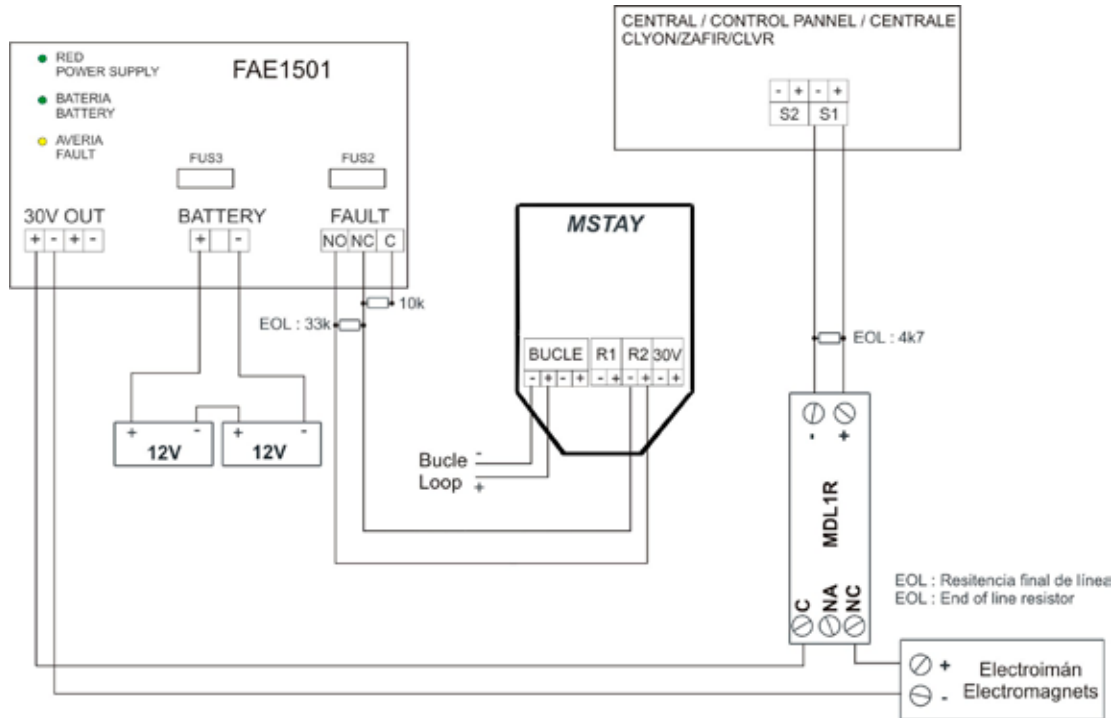 CENTRAL / CONTROL PANNEL / CENTRALE
CLYON/ZAFIR/CLVR
- + - +
S2 S1
RED
POWER SUPPLY
FAE1501
BATERIA
BATTERY
AVERIA
FAULT
FUS3
FUS2
30V OUT
BATTERY
FAULT
+ - + -
+ -
NO NC C
10k
EOL : 33k
MSTAY
BUCLE R1 R2 30V
- + - + - + - + - +
EOL : 4k7
+ -
12V
+ -
12V
Bucle -
Loop +
- +
MDL1R
C NA NC
EOL : Resitencia final de línea
EOL : End of line resistor
+ Electroimán
- Electromagnets